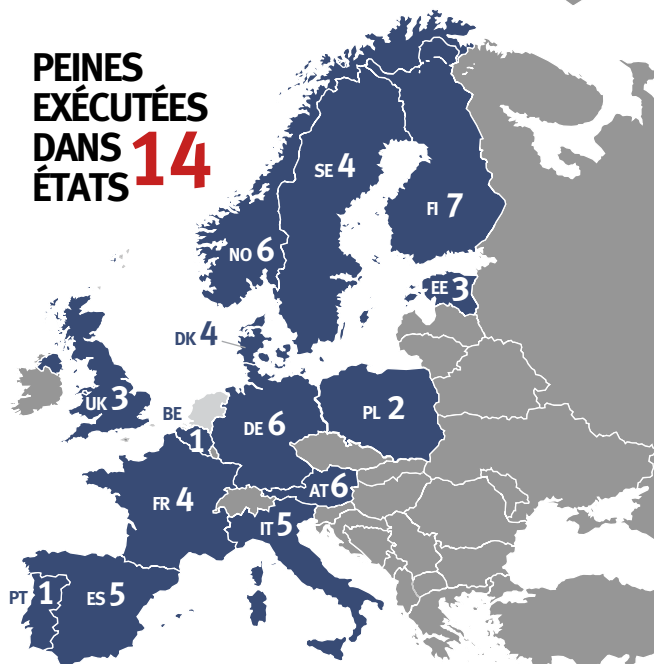 PEINES
EXÉCUTÉES
DANS 14
ÉTATS
SE 4
FI 7
NO 6
EE 3
DK 4
UK 3
BE 1
DE 6
PL 2
FR 4
AT 6
IT 5
PT 1
ES 5